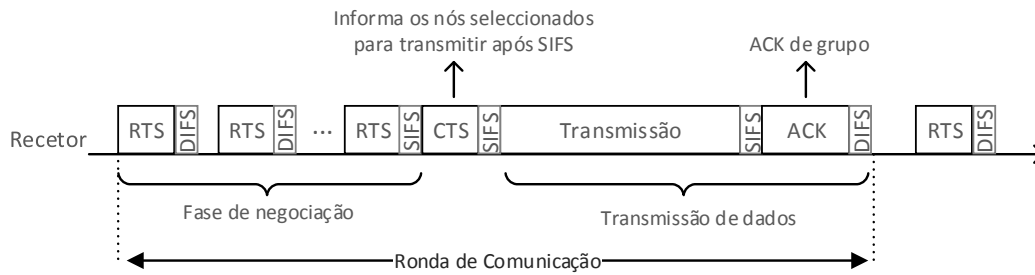 Informa os nós seleccionados
para transmitir após SIFS
ACK de grupo
Recetor
RTS DIFS RTS DIFS ... RTS SIFS CTS SIFS Transmissão SIFS ACK DIFS RTS DIFS
Fase de negociação
Transmissão de dados
Ronda de Comunicação